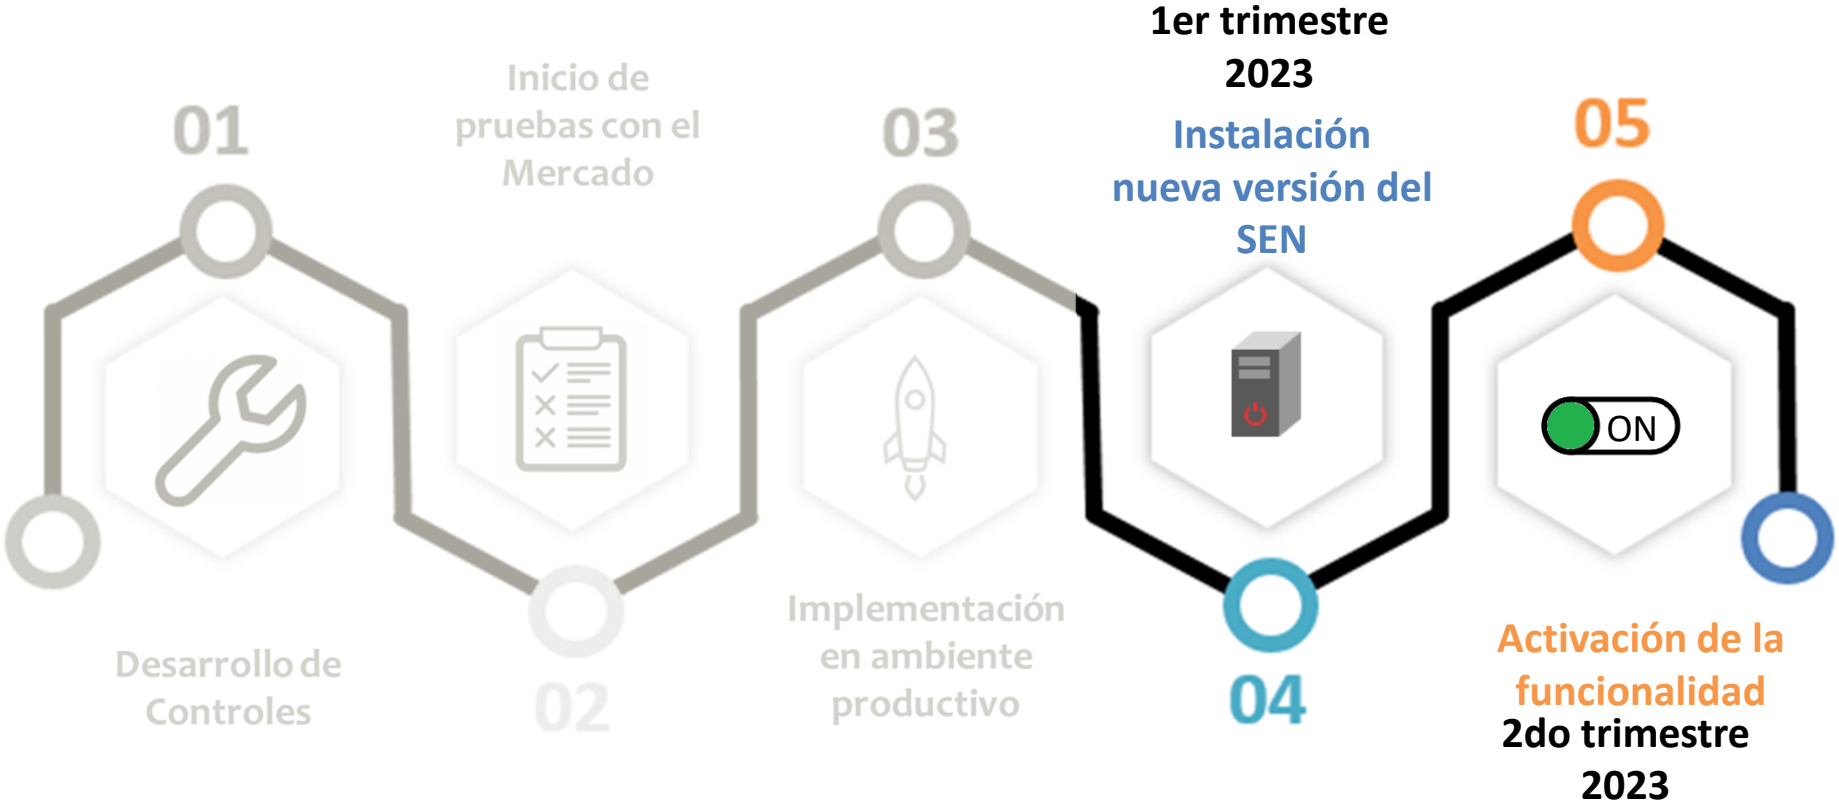 01
Desarrollo de
Controles
Inicio de
pruebas con el
Mercado
02
03
Implementación
en ambiente
productivo
1er trimestre
2023
Instalación
nueva versión del
SEN
04
05
ON
Activación de la
funcionalidad
2do trimestre
2023